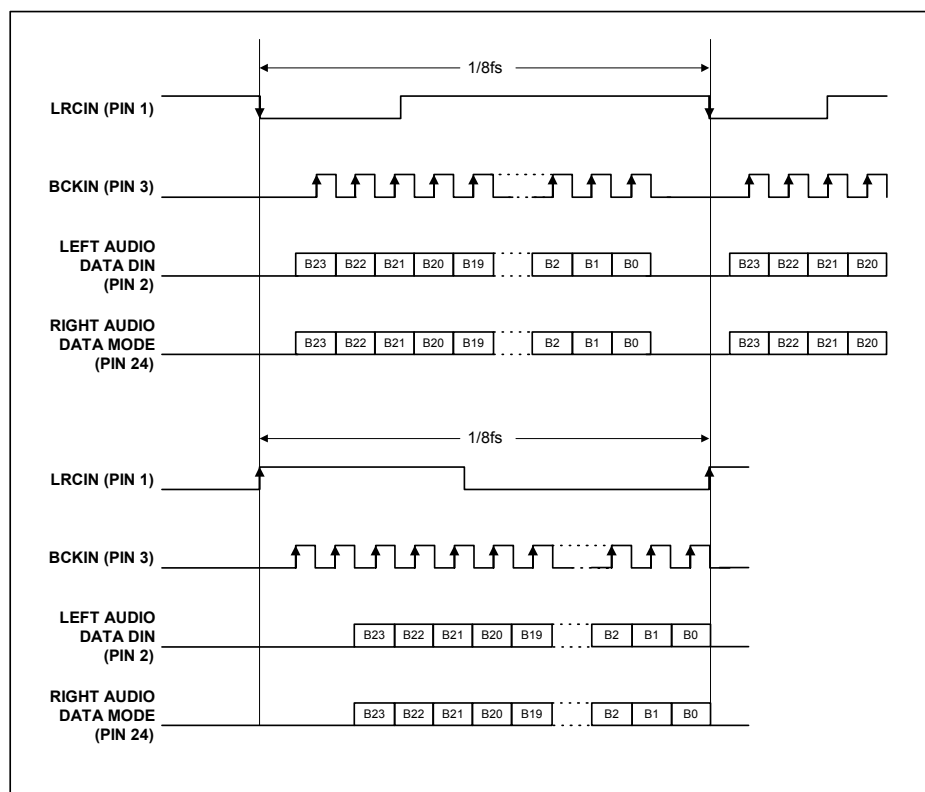 1/8fs
LRCIN (PIN 1)
BCKIN (PIN 3)
LEFT AUDIO
DATA DIN
(PIN 2)
B23 B22 B21 B20 B19 B2 B1 B0 B23 B22 B21 B20
RIGHT AUDIO
DATA MODE
(PIN 24)
B23 B22 B21 B20 B19 B2 B1 B0 B23 B22 B21 B20
1/8fs
LRCIN (PIN 1)
BCKIN (PIN 3)
LEFT AUDIO
DATA DIN
(PIN 2)
B23 B22 B21 B20 B19 B2 B1 B0
RIGHT AUDIO
DATA MODE
(PIN 24)
B23 B22 B21 B20 B19 B2 B1 B0